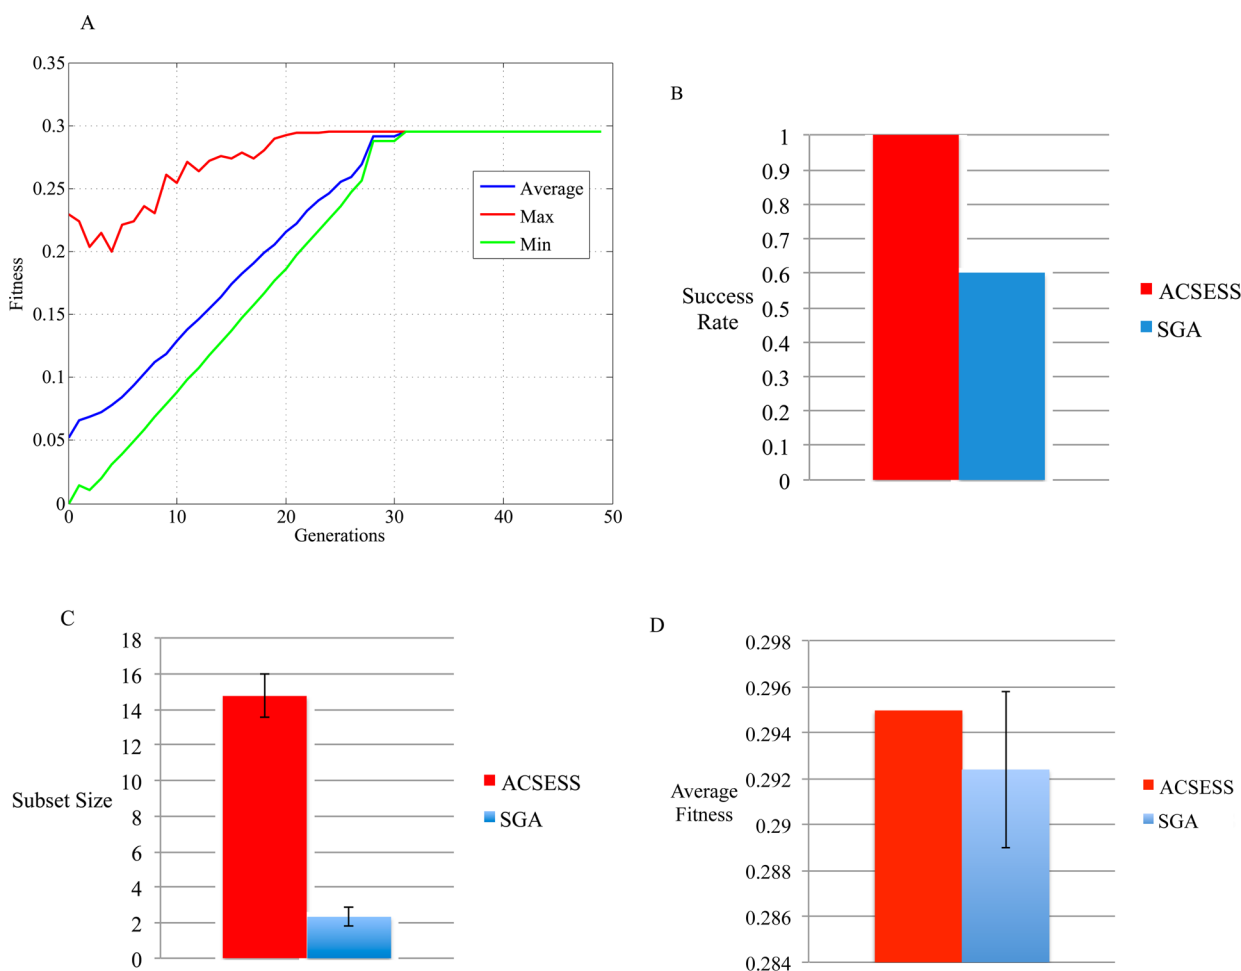 A
0.35
0.3
0.25
0.2
0.15
0.1
0.05
0
Fitness
0
10
20
30
40
50
Generations
Average
Max
Min
B
1
0.9
0.8
0.7
0.6
0.5
0.4
0.3
0.2
0.1
0
Success
Rate
ACSESS
SGA
C
18
16
14
12
10
8
6
4
2
0
Subset Size
ACSESS
SGA
D
0.298
0.296
0.294
0.292
0.29
0.288
0.286
0.284
Average
Fitness
ACSESS
SGA